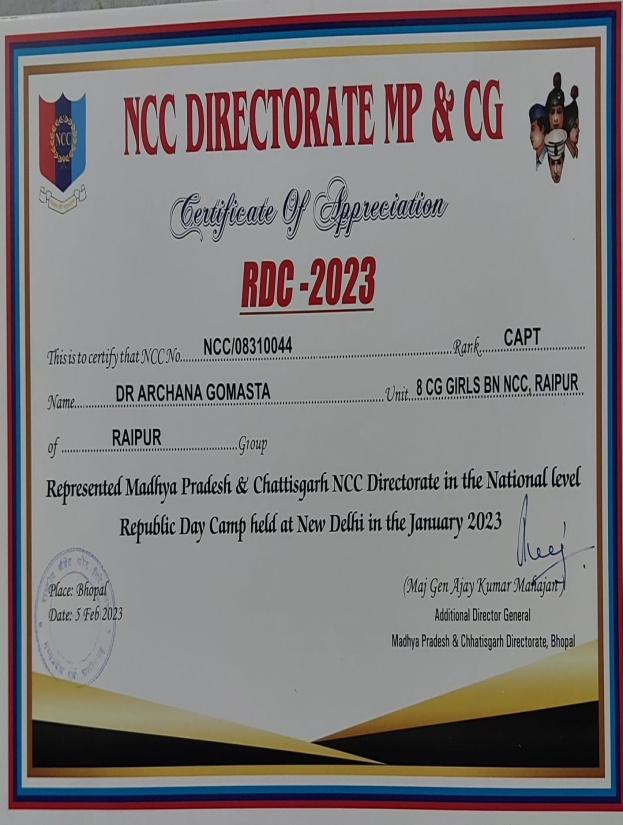 NCC DIRECTORATE MP & CG
NCC
Certificate Of Appreciation
RDC -2023
This is to certify that NCC No. NCC/08310044 Rank CAPT
Name DR ARCHANA GOMASTA Unit 8 CG GIRLS BN NCC, RAIPUR
of RAIPUR Group
Represented Madhya Pradesh & Chattisgarh NCC Directorate in the National level
Republic Day Camp held at New Delhi in the January 2023
Place: Bhopal
Date: 5 Feb 2023
(Maj Gen Ajay Kumar Mahajan)
Additional Director General
Madhya Pradesh & Chhatisgarh Directorate, Bhopal